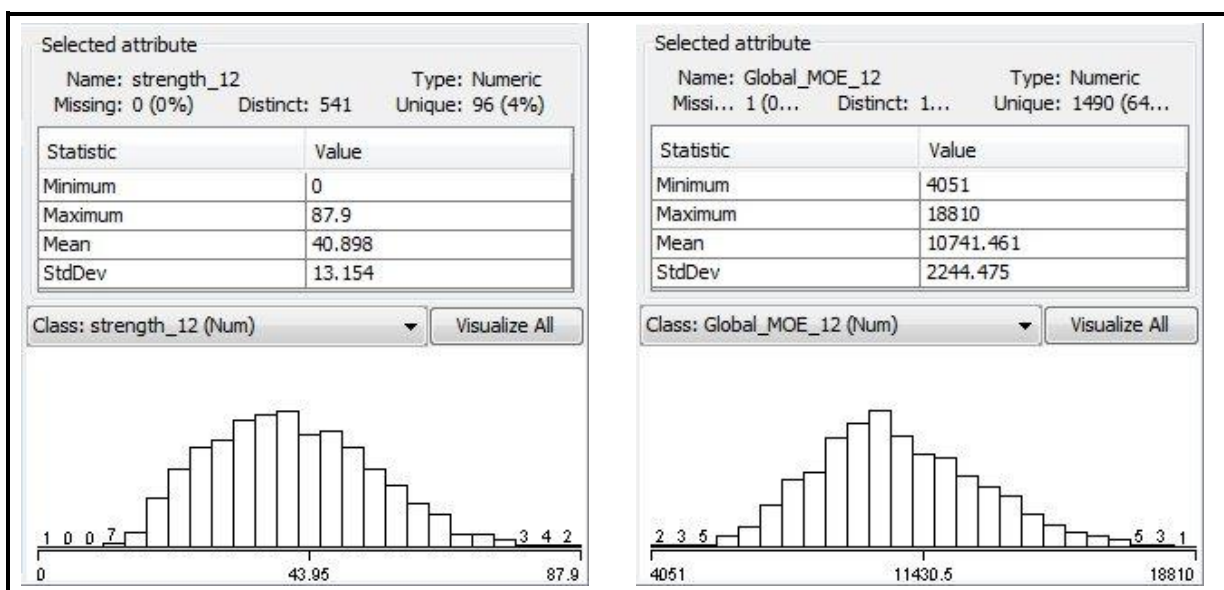 Selected attribute
Name: strength_12 Type: Numeric
Missing: 0 (0%) Distinct: 541 Unique: 96 (4%)
Statistic Value
Minimum 0
Maximum 87.9
Mean 40.898
StdDev 13.154
Class: strength_12 (Num) Visualize All
1 0 0 7 3 4 2
0 43.95 87.9
Selected attribute
Name: Global_MOE_12 Type: Numeric
Missi... 1 (0... Distinct: 1... Unique: 1490 (64...
Statistic Value
Minimum 4051
Maximum 18810
Mean 10741.461
StdDev 2244.475
Class: Global_MOE_12 (Num) Visualize All
2 3 5 5 3 1
4051 11430.5 18810